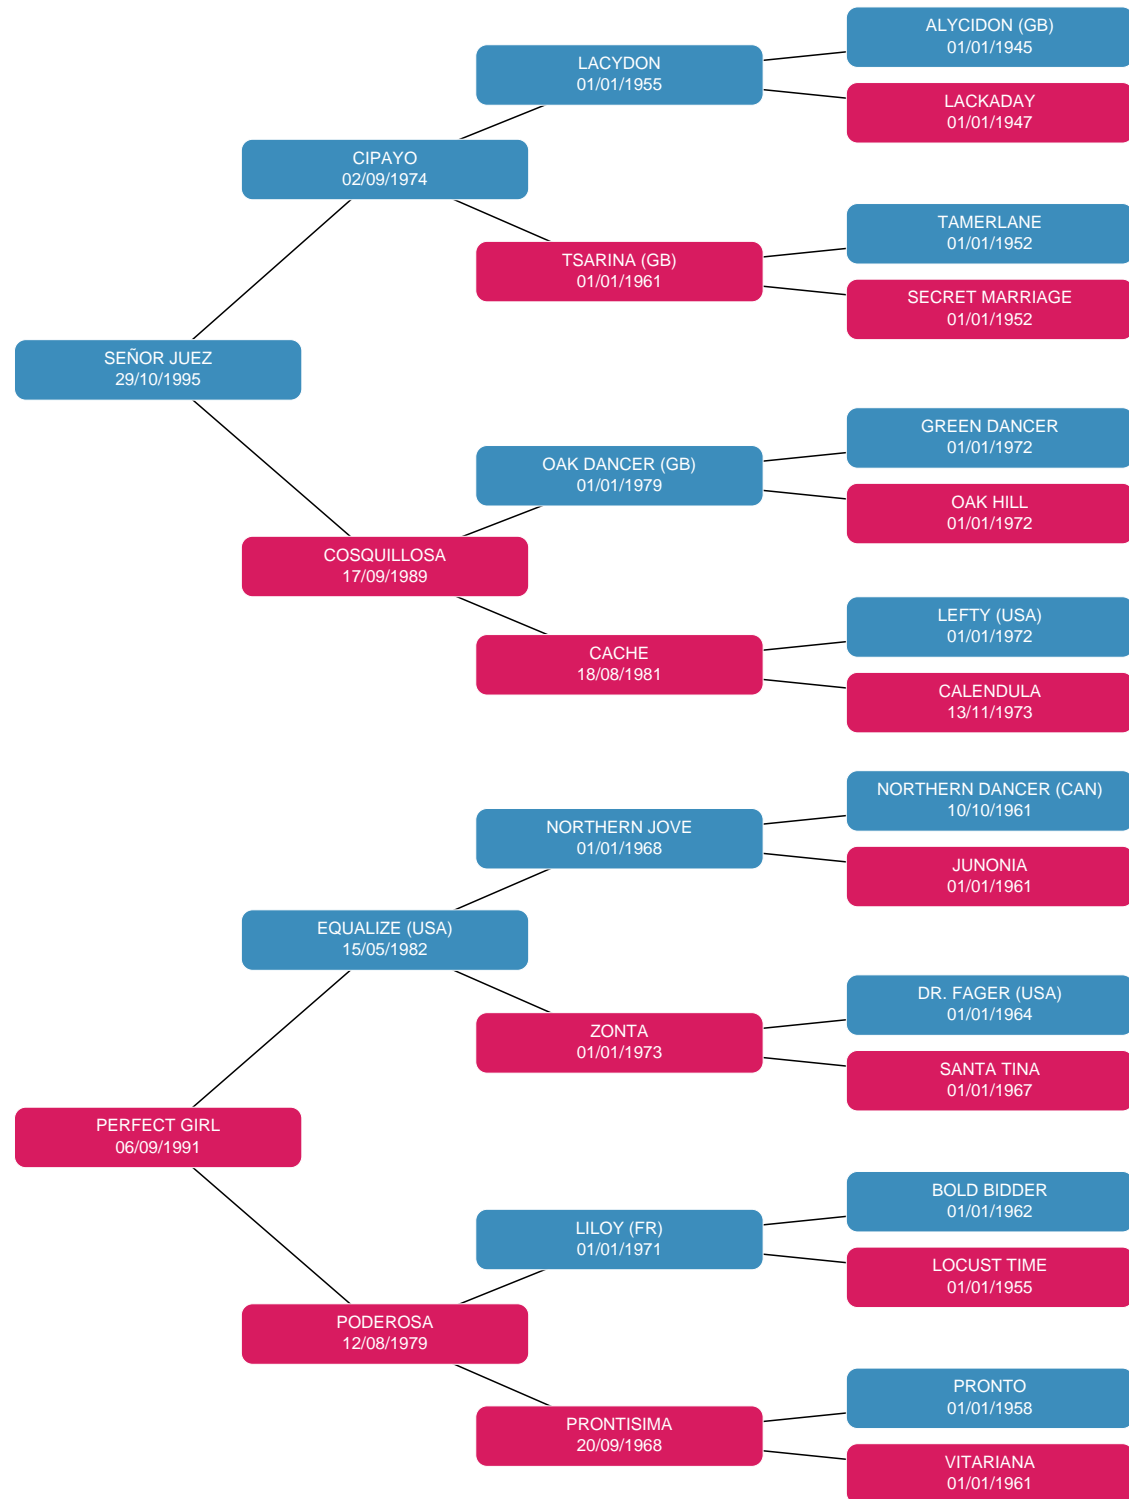 ALYCIDON (GB)
01/01/1945
LACYDON
01/01/1955
LACKADAY
01/01/1947
CIPAYO
02/09/1974
TAMERLANE
01/01/1952
TSARINA (GB)
01/01/1961
SECRET MARRIAGE
01/01/1952
SEÑOR JUEZ
29/10/1995
GREEN DANCER
01/01/1972
OAK DANCER (GB)
01/01/1979
OAK HILL
01/01/1972
COSQUILLOSA
17/09/1989
LEFTY (USA)
01/01/1972
CACHE
18/08/1981
CALENDULA
13/11/1973
NORTHERN DANCER (CAN)
10/10/1961
NORTHERN JOVE
01/01/1968
JUNONIA
01/01/1961
EQUALIZE (USA)
15/05/1982
DR. FAGER (USA)
01/01/1964
ZONTA
01/01/1973
SANTA TINA
01/01/1967
PERFECT GIRL
06/09/1991
BOLD BIDDER
01/01/1962
LILOY (FR)
01/01/1971
LOCUST TIME
01/01/1955
PODEROSA
12/08/1979
PRONTO
01/01/1958
PRONTISIMA
20/09/1968
VITARIANA
01/01/1961